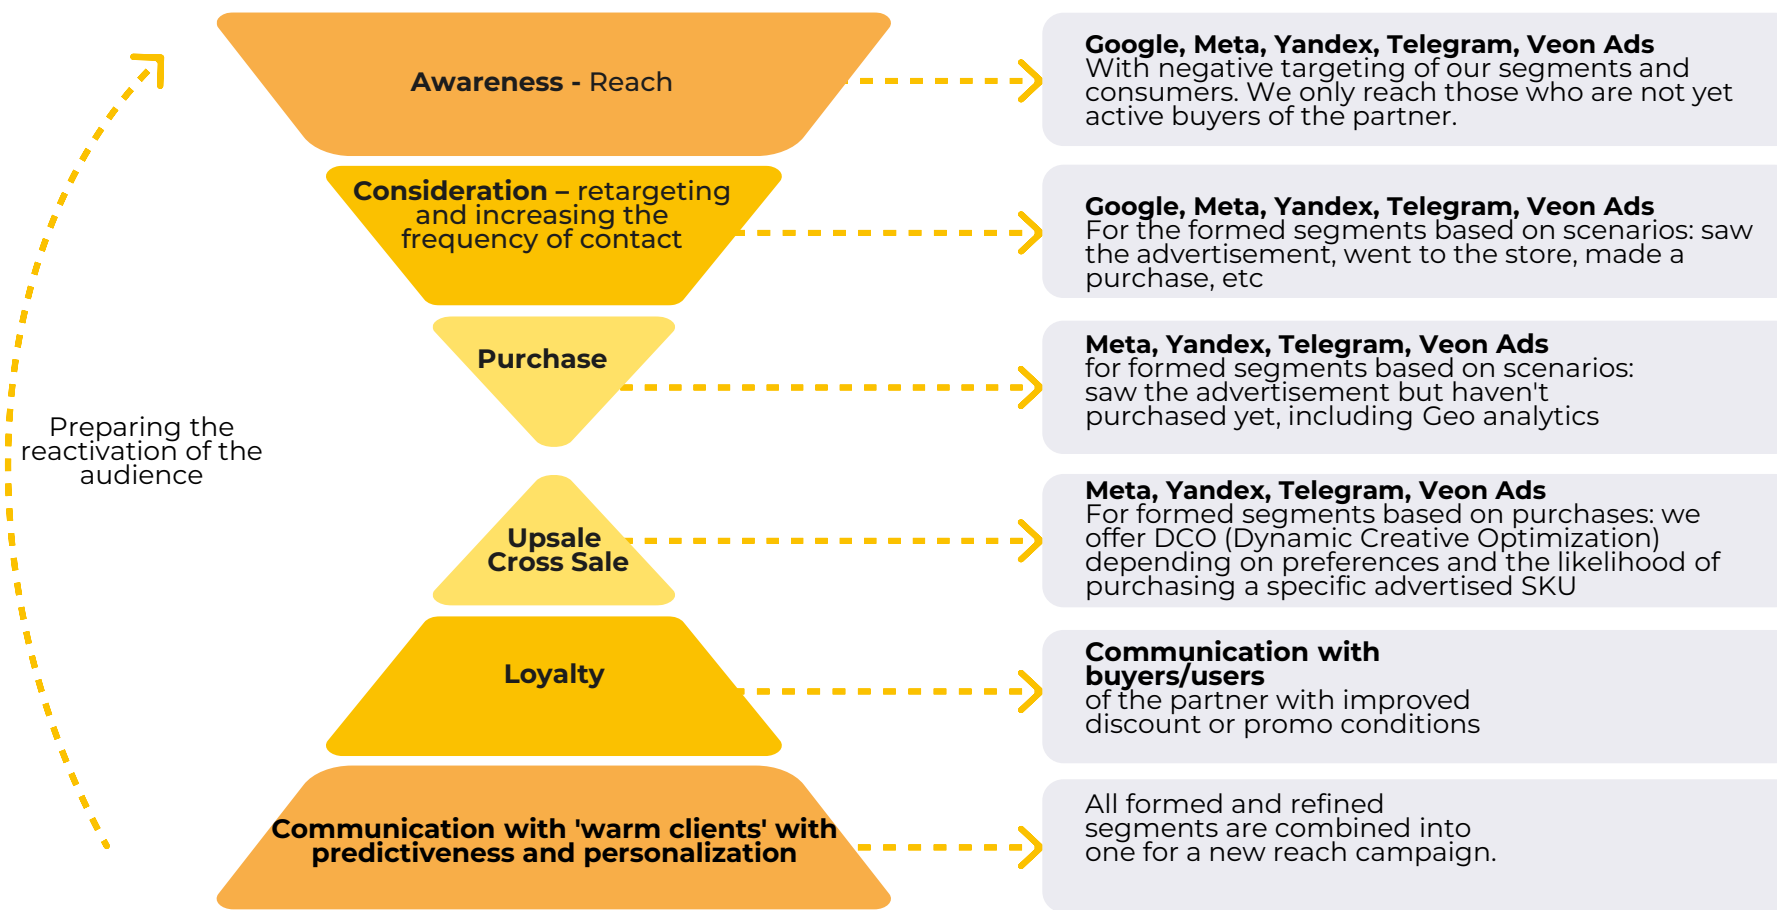 Awareness - Reach
Google, Meta, Yandex, Telegram, Veon Ads
With negative targeting of our segments and
consumers. We only reach those who are not yet
active buyers of the partner.
Consideration – retargeting
and increasing the
frequency of contact
Google, Meta, Yandex, Telegram, Veon Ads
For the formed segments based on scenarios: saw
the advertisement, went to the store, made a
purchase, etc
Purchase
Meta, Yandex, Telegram, Veon Ads
for formed segments based on scenarios:
saw the advertisement but haven't
purchased yet, including Geo analytics
Preparing the
reactivation of the
audience
Upsale
Cross Sale
Meta, Yandex, Telegram, Veon Ads
For formed segments based on purchases: we
offer DCO (Dynamic Creative Optimization)
depending on preferences and the likelihood of
purchasing a specific advertised SKU
Loyalty
Communication with
buyers/users
of the partner with improved
discount or promo conditions
Communication with 'warm clients' with
predictiveness and personalization
All formed and refined
segments are combined into
one for a new reach campaign.